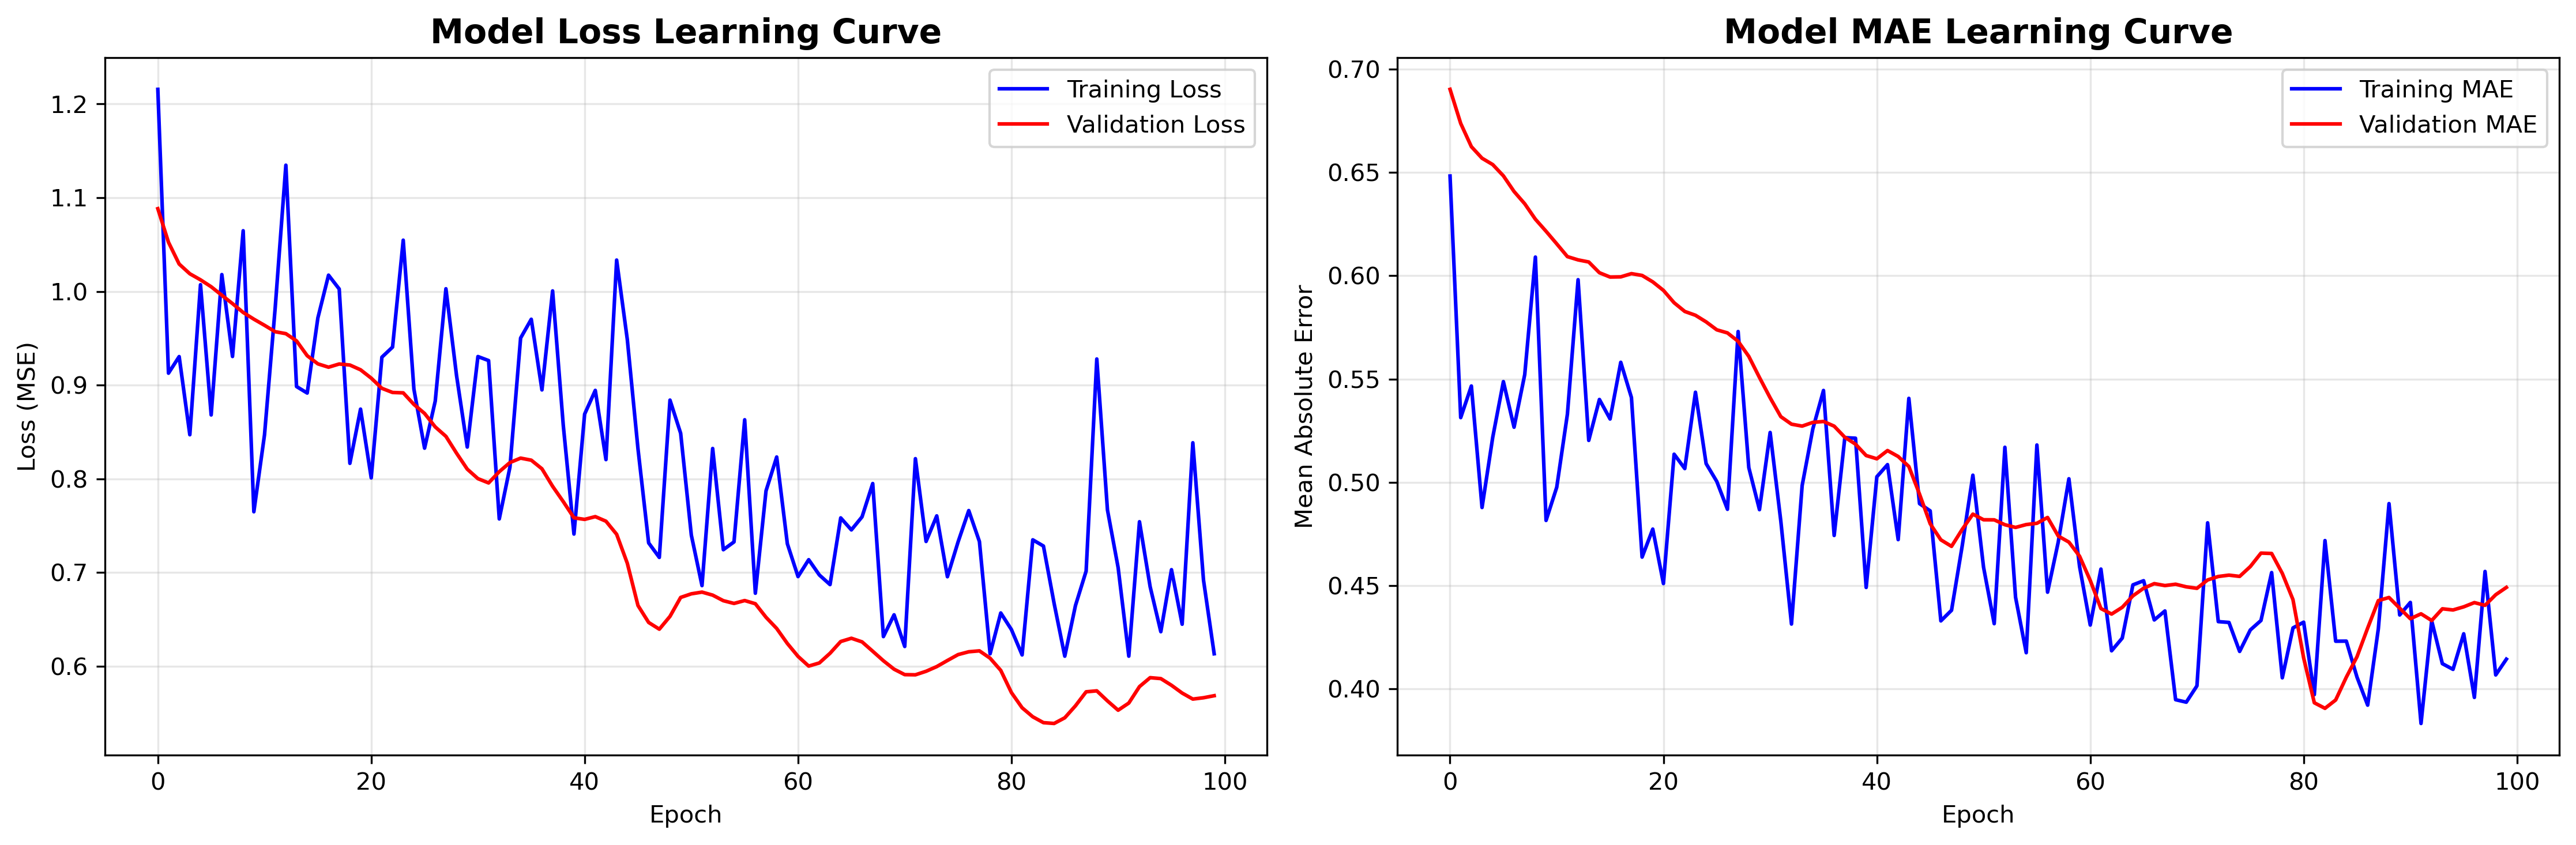 Model Loss Learning Curve
Training Loss
Validation Loss
Loss (MSE)
1.2
1.1
1.0
0.9
0.8
0.7
0.6
0 20 40 60 80 100
Epoch
Model MAE Learning Curve
Training MAE
Validation MAE
Mean Absolute Error
0.70
0.65
0.60
0.55
0.50
0.45
0.40
0 20 40 60 80 100
Epoch